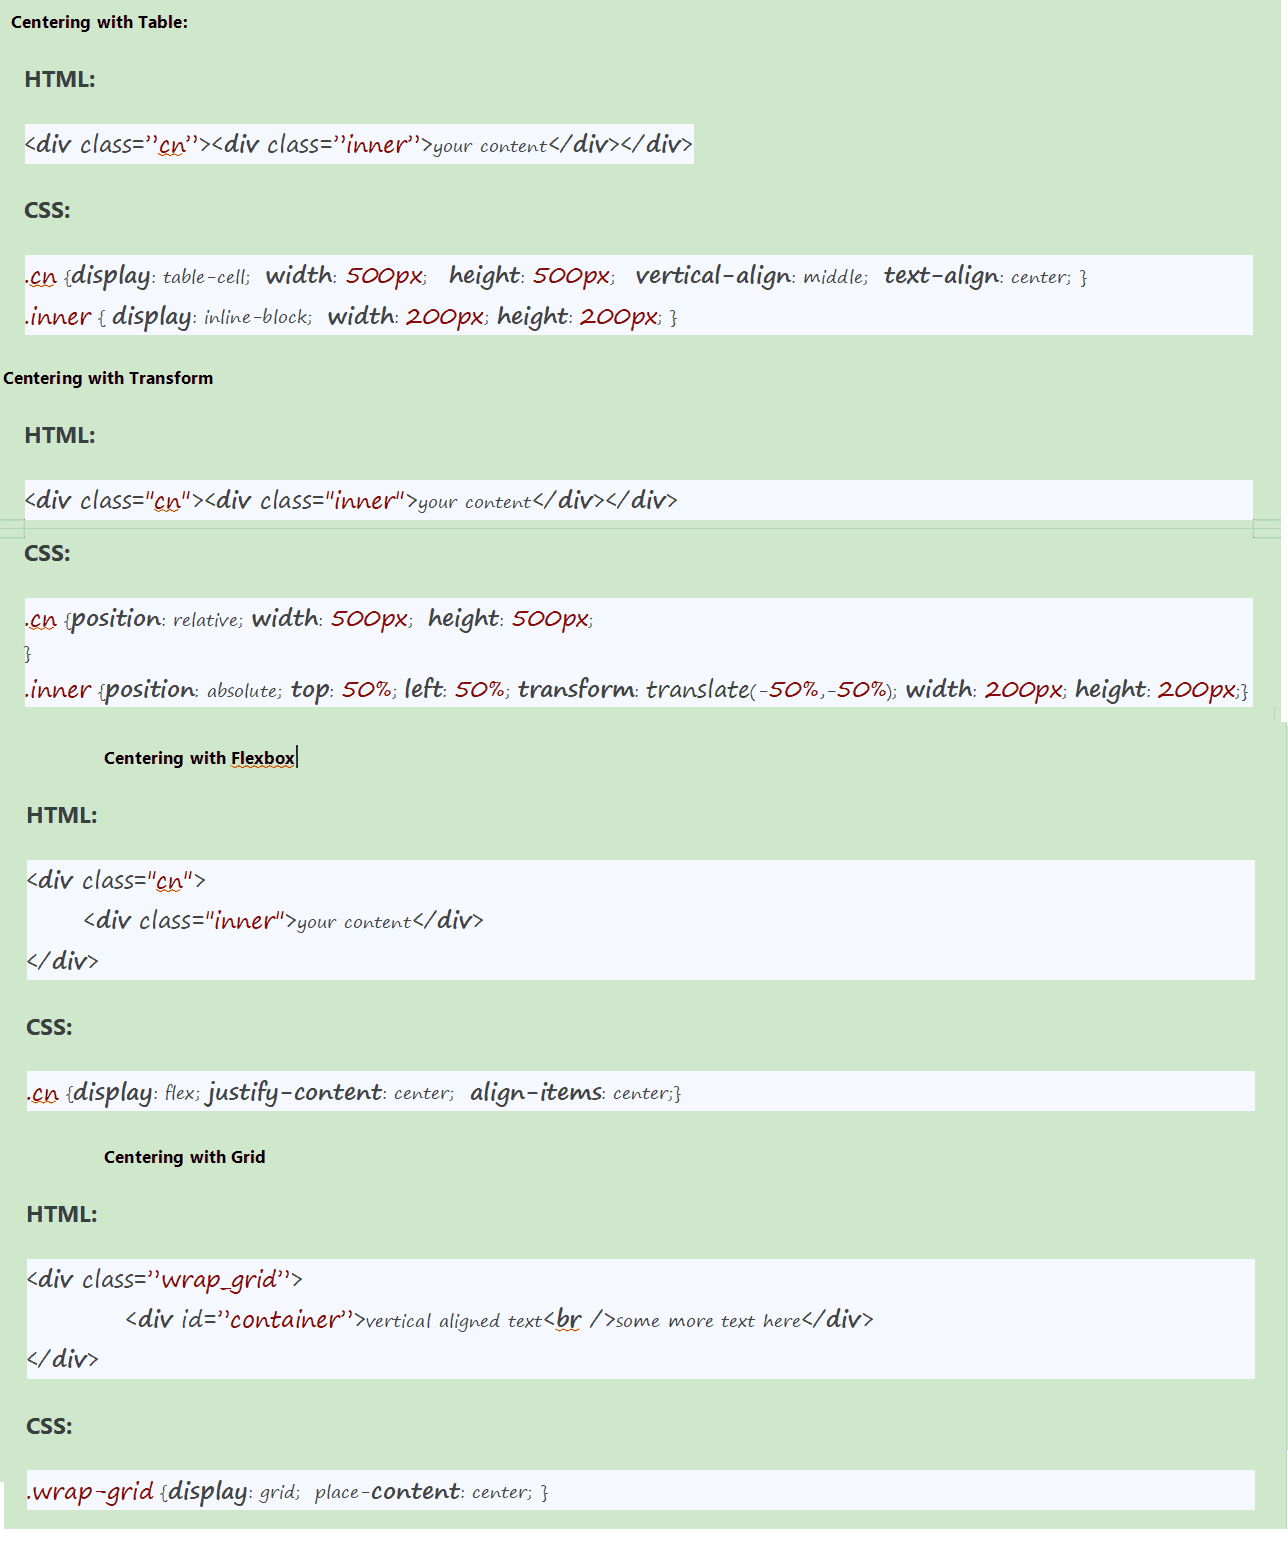 Centering with Table:
HTML:
<div class=”cn”><div class=”inner”>your content</div></div>
CSS:
.cn {display: table-cell; width: 500px; height: 500px; vertical-align: middle; text-align: center; }
.inner { display: inline-block; width: 200px; height: 200px; }
Centering with Transform
HTML:
<div class="cn"><div class="inner">your content</div></div>
CSS:
.cn {position: relative; width: 500px; height: 500px;
}
.inner {position: absolute; top: 50%; left: 50%; transform: translate(-50%,-50%); width: 200px; height: 200px;}
Centering with Flexbox
HTML:
<div class="cn">
<div class="inner">your content</div>
</div>
CSS:
.cn {display: flex; justify-content: center; align-items: center;}
Centering with Grid
HTML:
<div class=”wrap_grid”>
<div id=”container”>vertical aligned text<br />some more text here</div>
</div>
CSS:
.wrap-grid {display: grid; place-content: center; }